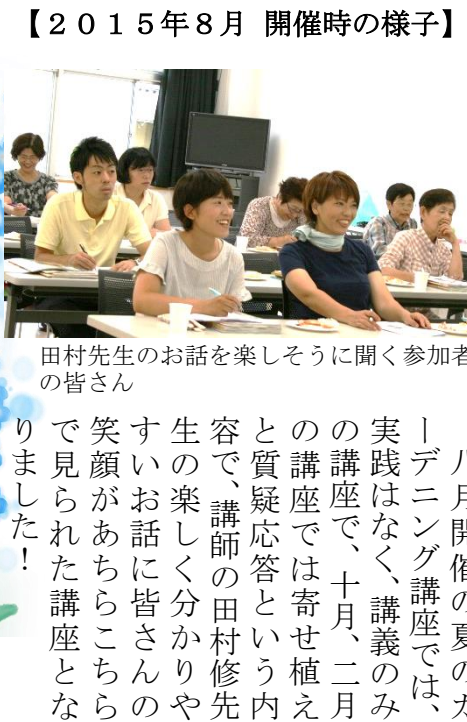 【２０１５年８月 開催時の様子】
田村先生のお話を楽しそうに聞く参加者
の皆さん
八月開催の夏のガ
ーデニング講座では、
実践はなく、講義のみ
の講座で、十月、二月
の講座では寄せ植え
と質疑応答という内
容で、講師の田村修先
生の楽しく分かりや
すいお話に皆さんの
笑顔があちらこちら
で見られた講座とな
りました！